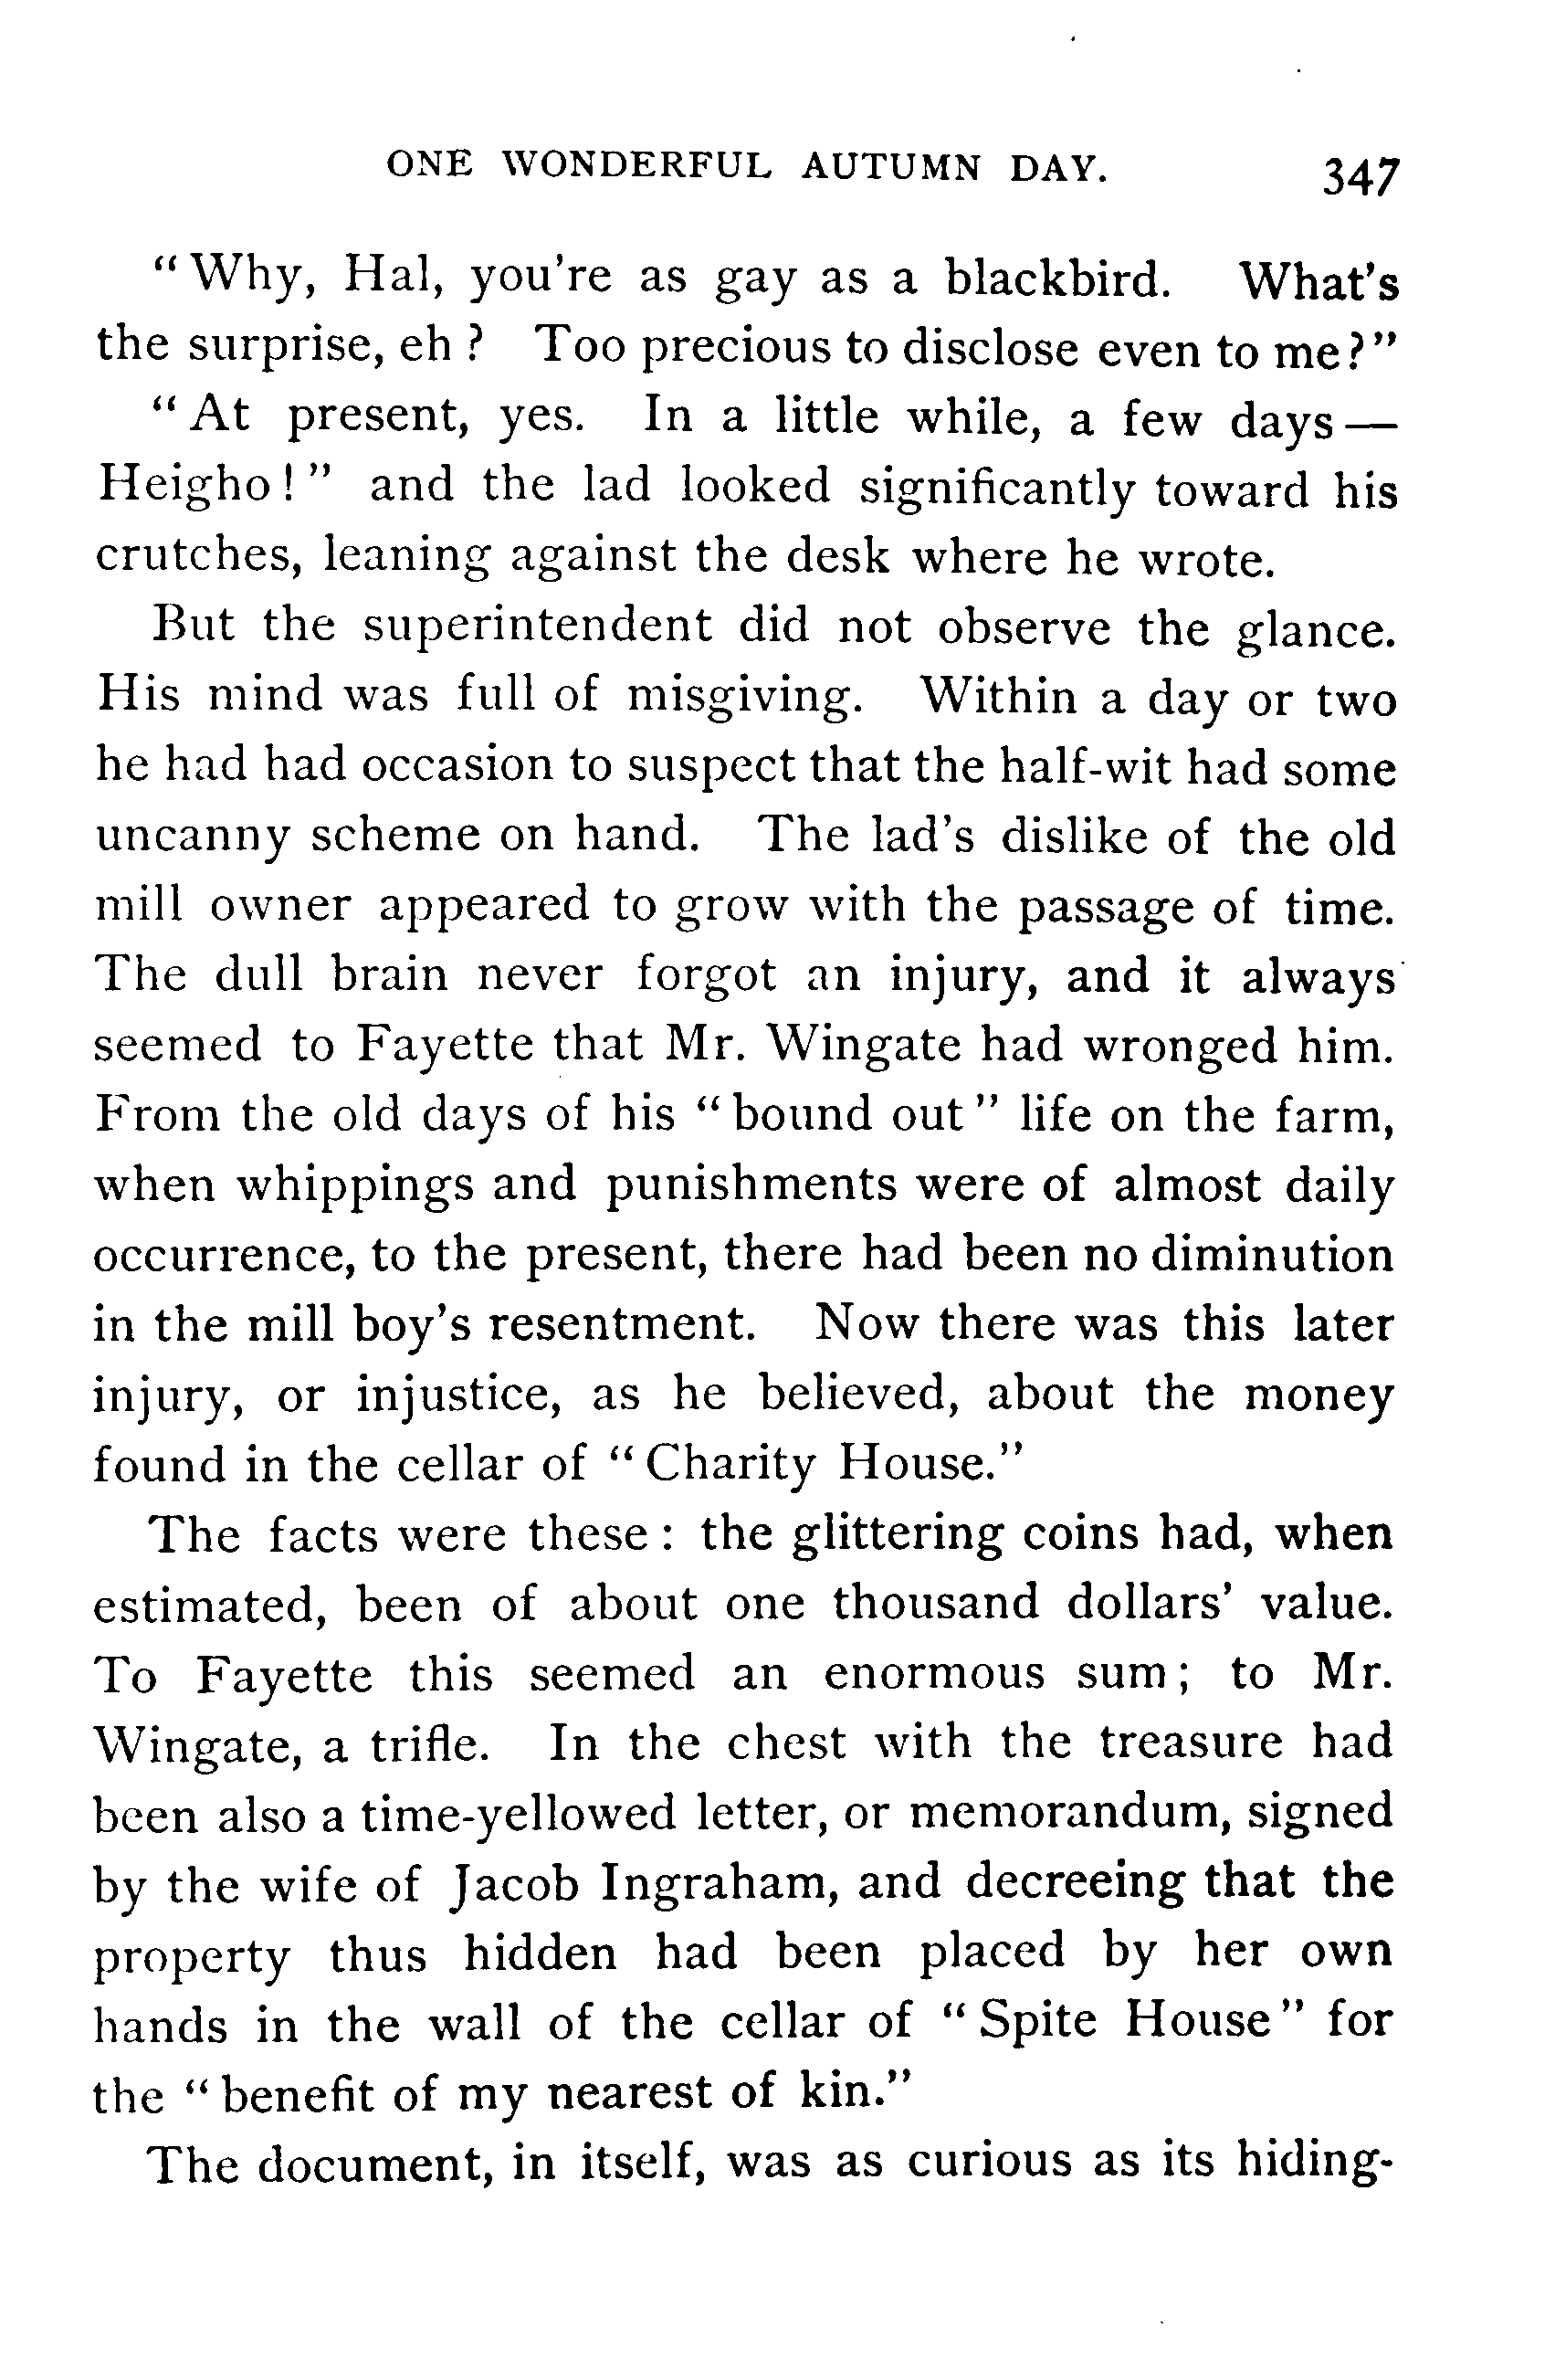 ONE WONDERFUL AUTUMN DAY. 347
"Why, Hal, you're as gay as a blackbird. What's
the surprise, eh? Too precious to disclose even to me?"
"At present, yes. In a little while, a few days—
Heigho!" and the lad looked significantly toward his
crutches, leaning against the desk where he wrote.
But the superintendent did not observe the glance.
His mind was full of misgiving. Within a day or two
he had had occasion to suspect that the half-wit had some
uncanny scheme on hand. The lad's dislike of the old
mill owner appeared to grow with the passage of time.
The dull brain never forgot an injury, and it always
seemed to Fayette that Mr. Wingate had wronged him.
From the old days of his "bound out" life on the farm,
when whippings and punishments were of almost daily
occurrence, to the present, there had been no diminution
in the mill boy's resentment. Now there was this later
injury, or injustice, as he believed, about the money
found in the cellar of "Charity House."
The facts were these: the glittering coins had, when
estimated, been of about one thousand dollars' value.
To Fayette this seemed an enormous sum; to Mr.
Wingate, a trifle. In the chest with the treasure had
been also a time-yellowed letter, or memorandum, signed
by the wife of Jacob Ingraham, and decreeing that the
property thus hidden had been placed by her own
hands in the wall of the cellar of "Spite House" for
the "benefit of my nearest of kin."
The document, in itself, was as curious as its hiding-